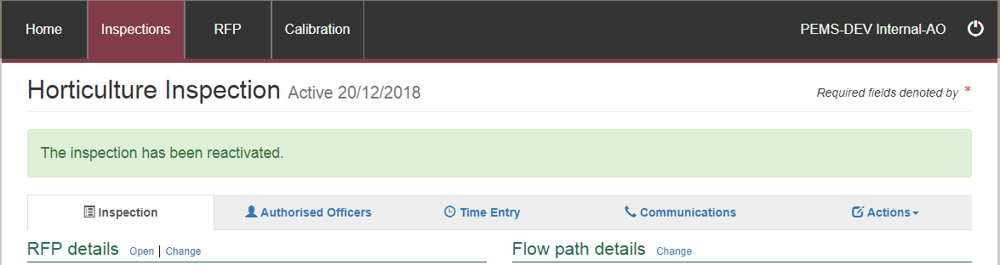 Home Inspections RFP Calibration PEMS-DEV Internal-AO
Horticulture Inspection Active 20/12/2018 Required fields denoted by *
The inspection has been reactivated.
Inspection Authorised Officers Time Entry Communications Actions
RFP details Open | Change Flow path details Change